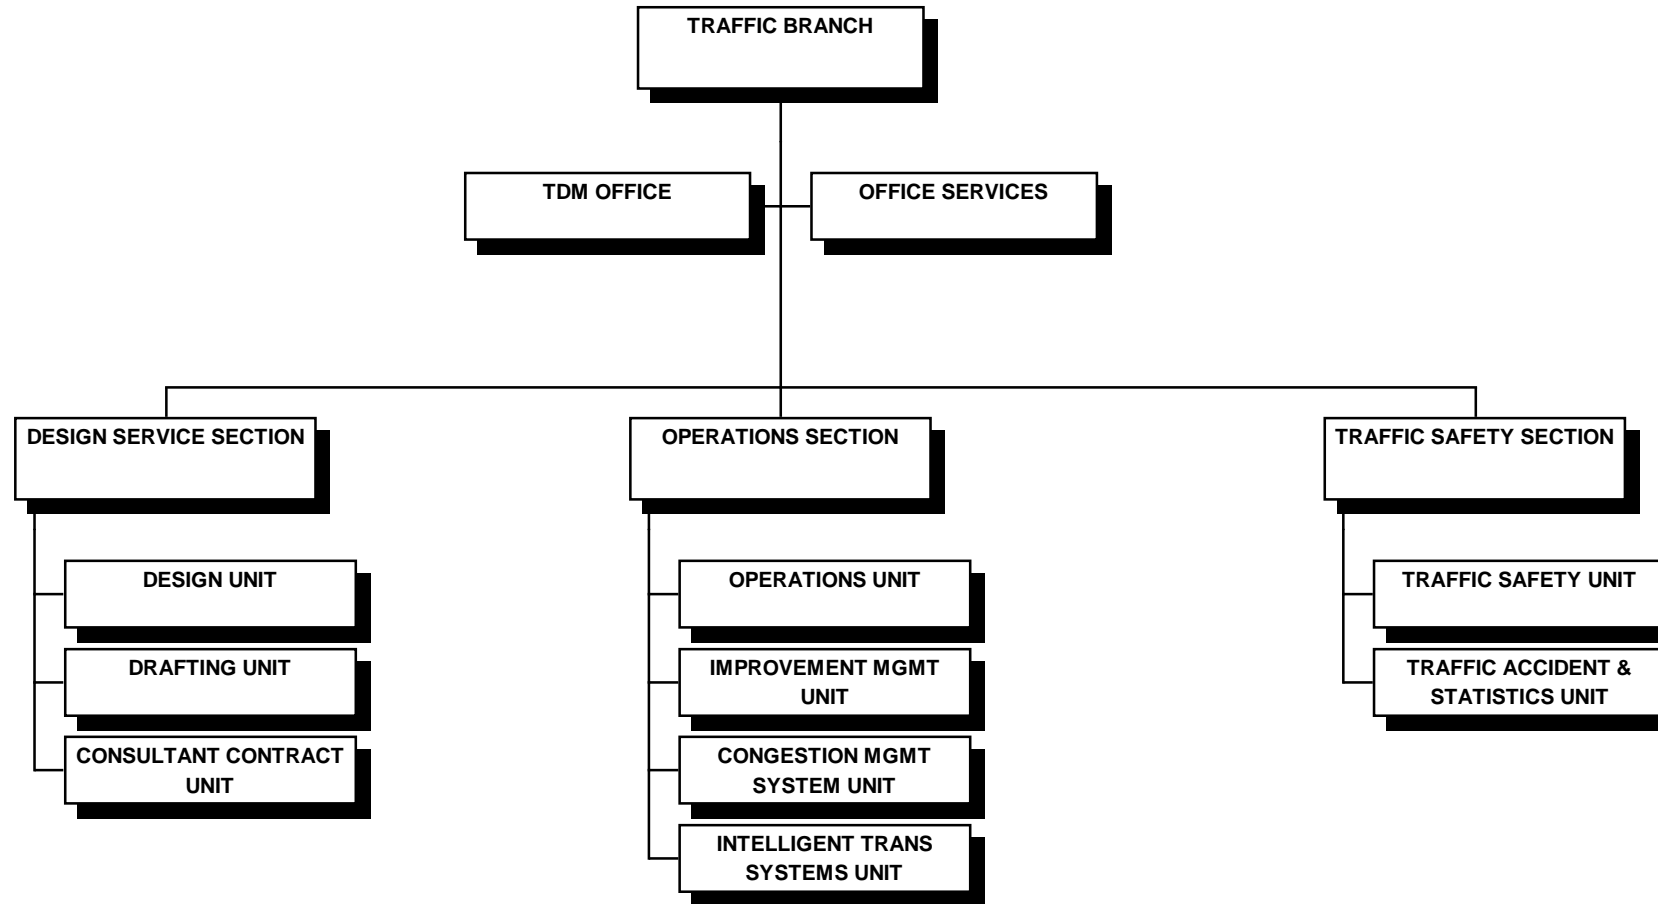 TRAFFIC BRANCH
TDM OFFICE
OFFICE SERVICES
DESIGN SERVICE SECTION
OPERATIONS SECTION
TRAFFIC SAFETY SECTION
DESIGN UNIT
DRAFTING UNIT
CONSULTANT CONTRACT
UNIT
OPERATIONS UNIT
IMPROVEMENT MGMT
UNIT
CONGESTION MGMT
SYSTEM UNIT
INTELLIGENT TRANS
SYSTEMS UNIT
TRAFFIC SAFETY UNIT
TRAFFIC ACCIDENT &
STATISTICS UNIT